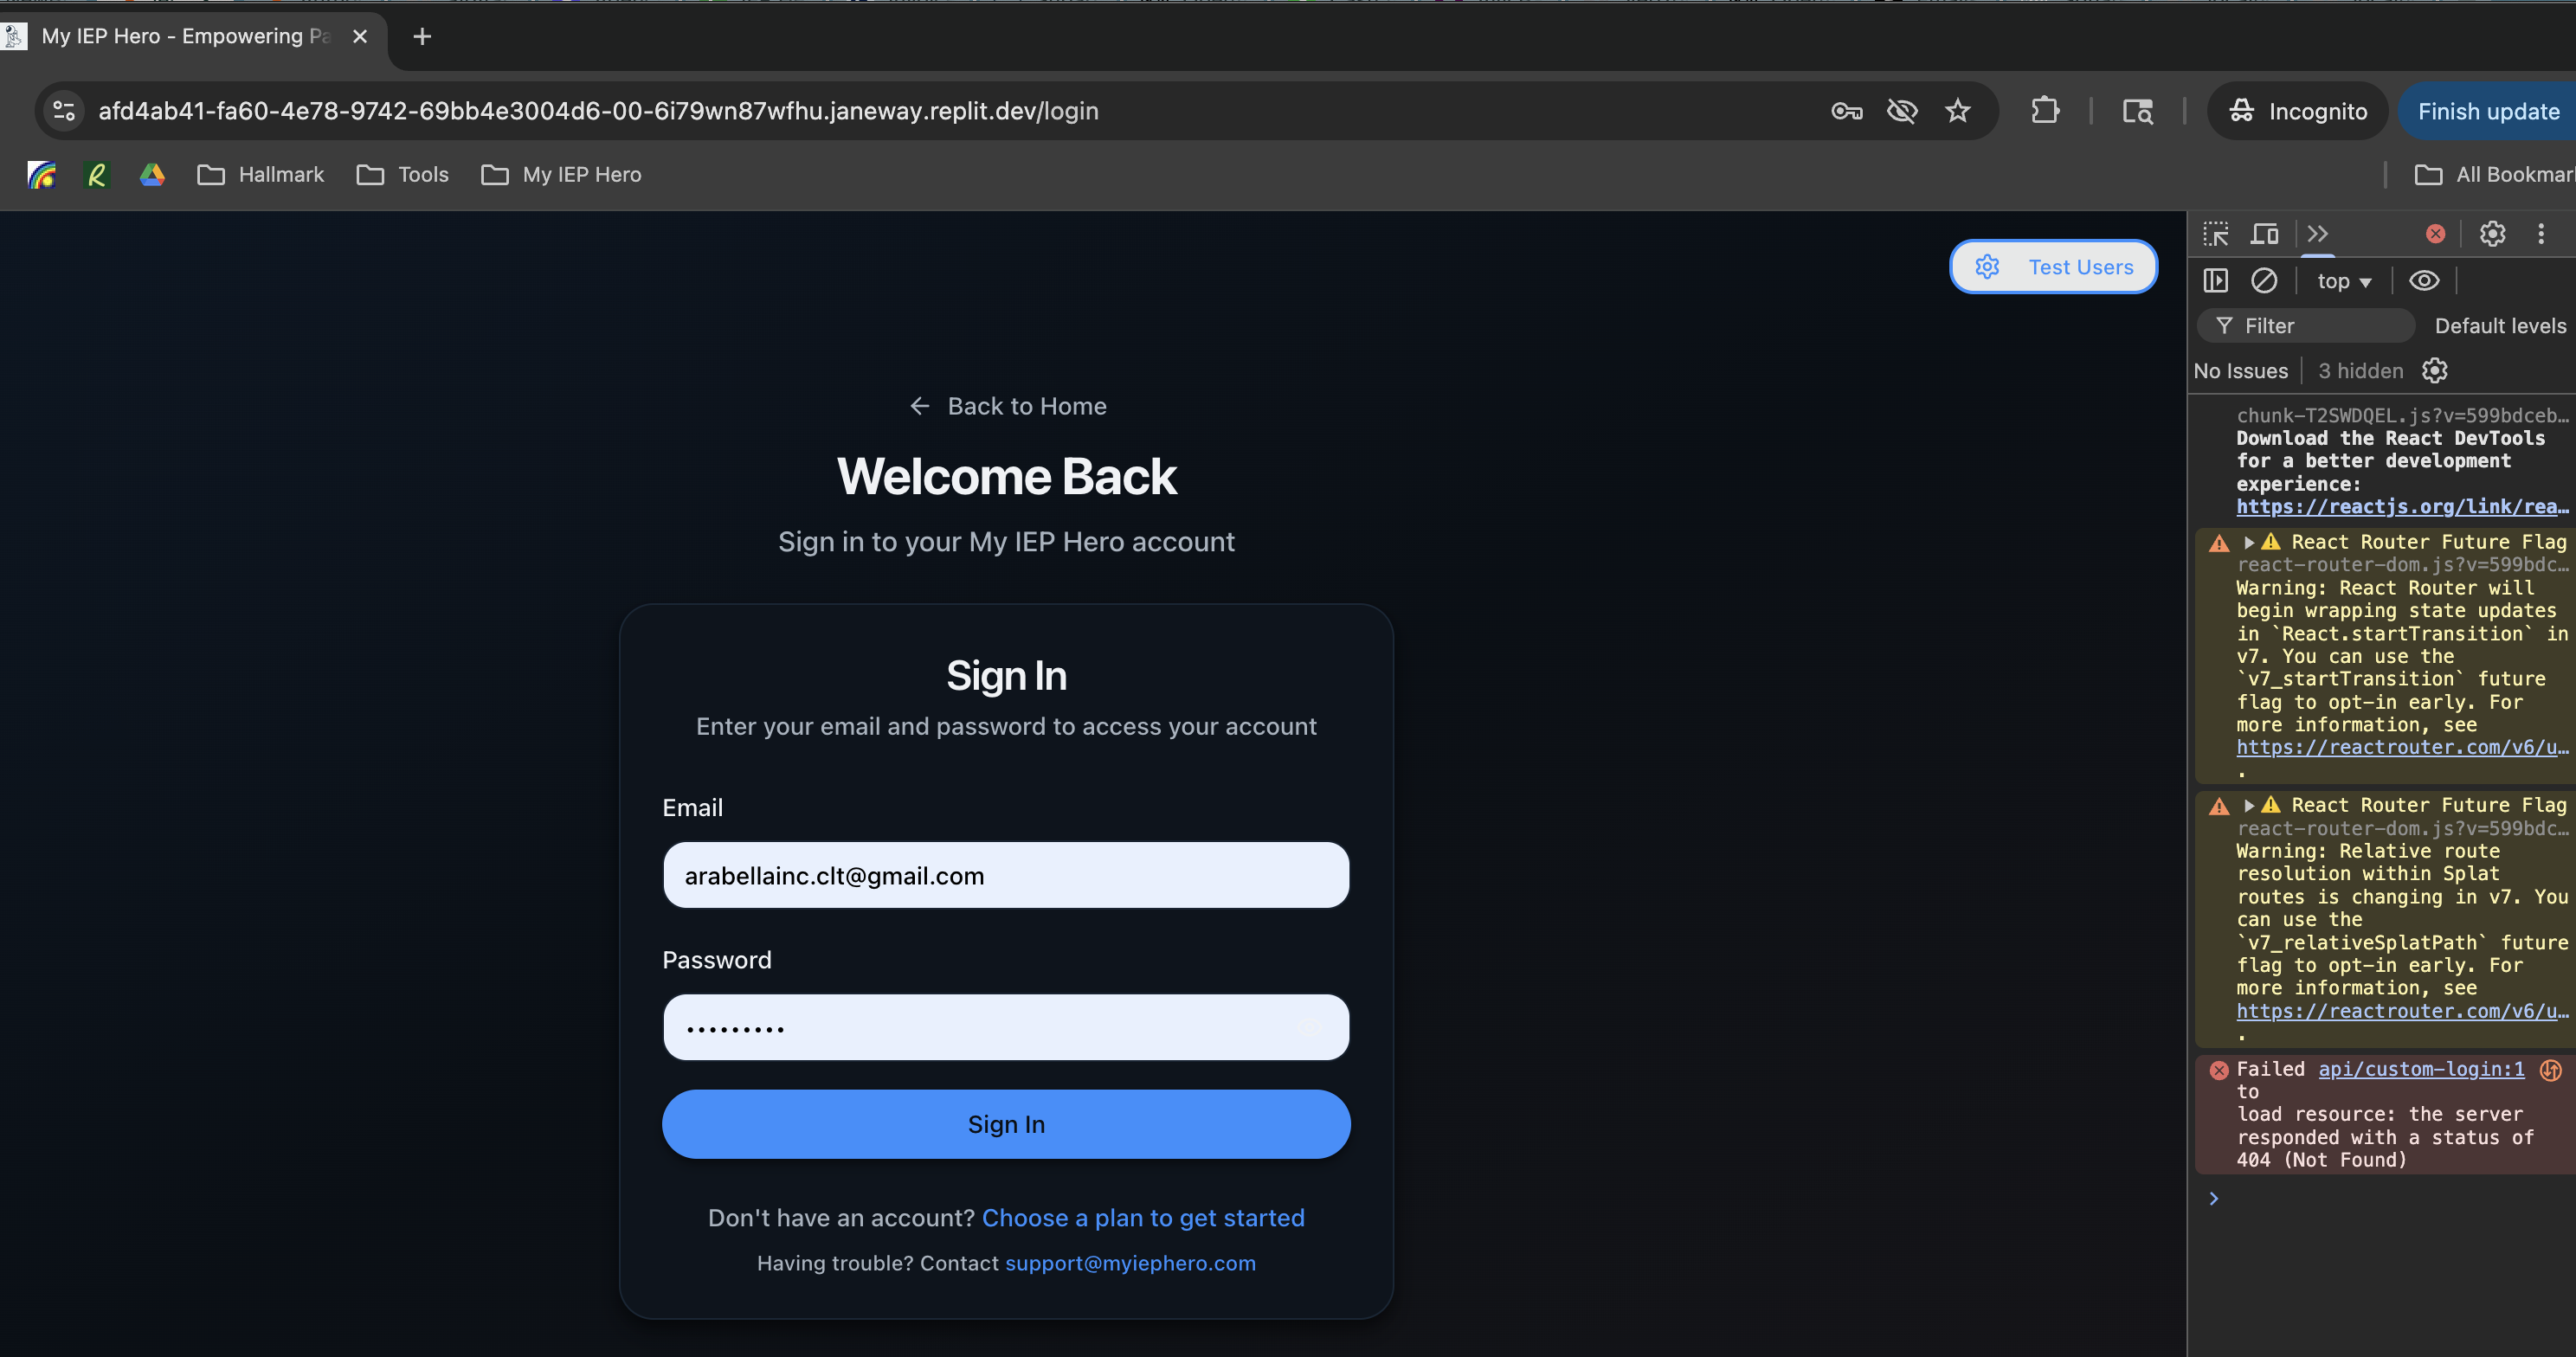 My IEP Hero - Empowering Pa
afd4ab41-fa60-4e78-9742-69bb4e3004d6-00-6i79wn87wfhu.janeway.replit.dev/login
Incognito
Finish update
Hallmark
Tools
My IEP Hero
All Bookmar
Test Users
Back to Home
Welcome Back
Sign in to your My IEP Hero account
Sign In
Enter your email and password to access your account
Email
arabellainc.clt@gmail.com
Password
•••••••••
Sign In
Don't have an account? Choose a plan to get started
Having trouble? Contact support@myiephero.com
top
Filter
Default levels
No Issues
3 hidden
chunk-T2SWDQEL.js?v=599bdceb…
Download the React DevTools
for a better development
experience:
https://reactjs.org/link/rea…
React Router Future Flag
react-router-dom.js?v=599bdc…
Warning: React Router will
begin wrapping state updates
in `React.startTransition` in
v7. You can use the
`v7_startTransition` future
flag to opt-in early. For
more information, see
https://reactrouter.com/v6/u…
.
React Router Future Flag
react-router-dom.js?v=599bdc…
Warning: Relative route
resolution within Splat
routes is changing in v7. You
can use the
`v7_relativeSplatPath` future
flag to opt-in early. For
more information, see
https://reactrouter.com/v6/u…
.
Failed api/custom-login:1
to
load resource: the server
responded with a status of
404 (Not Found)